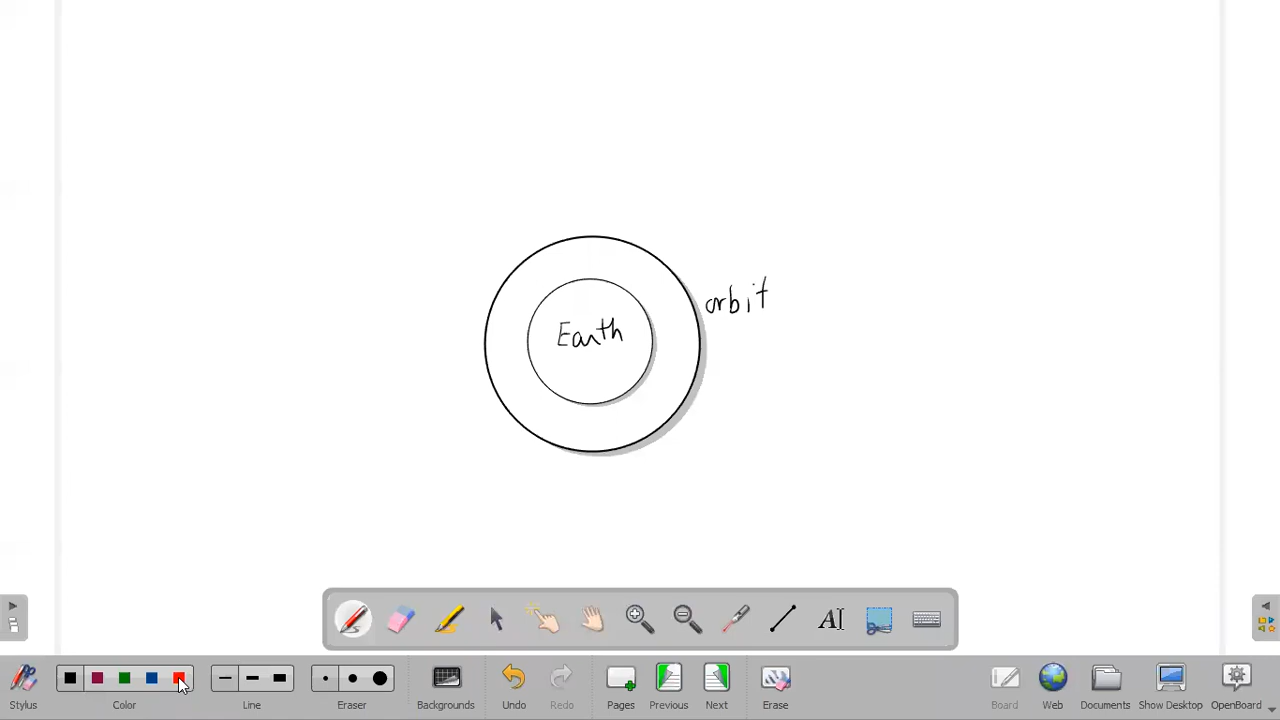 orbit
Earth
AI
Stylus
Color
Line
Eraser
Backgrounds
Undo
Redo
Pages
Previous
Next
Erase
Board
Web
Documents
Show Desktop
OpenBoard